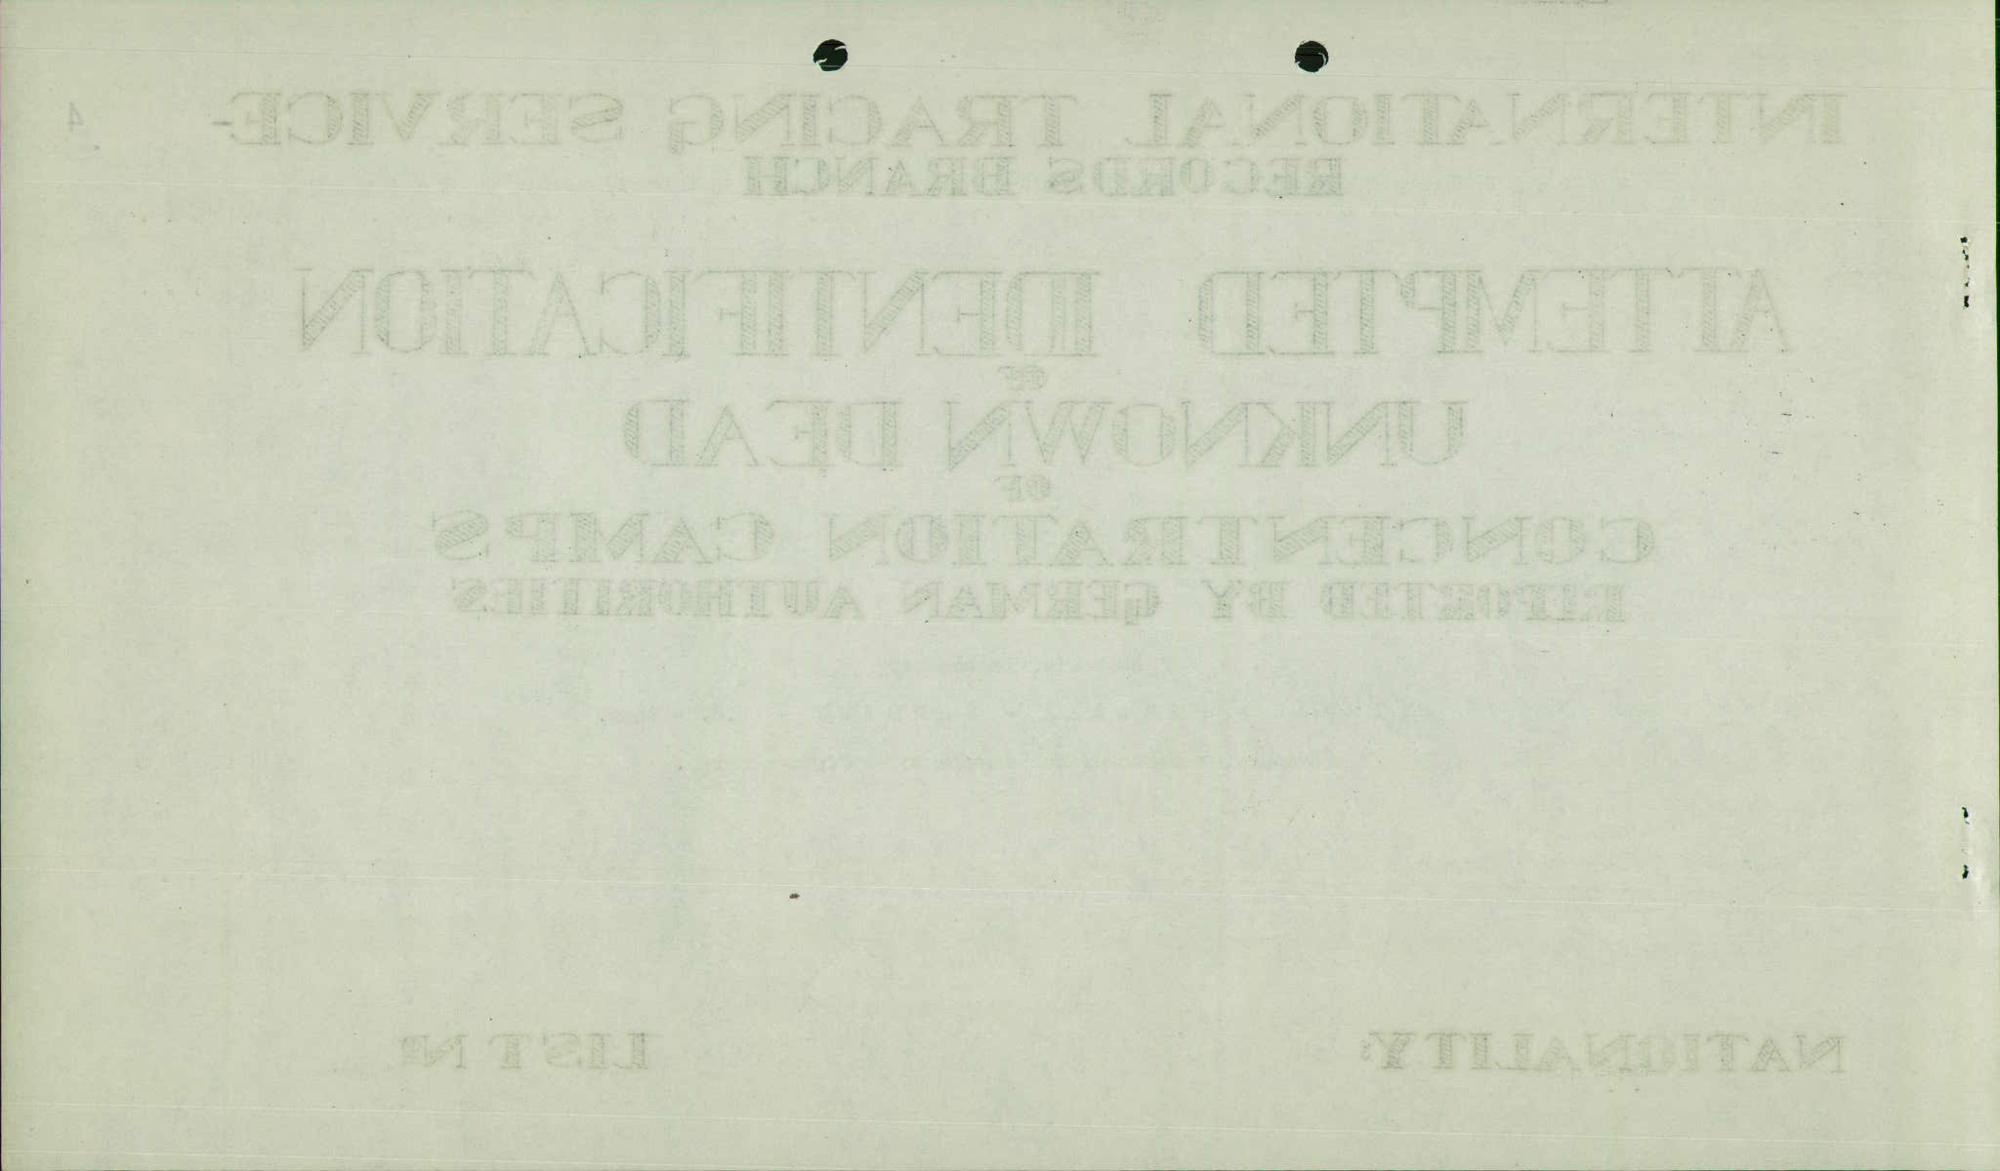 INTERNATIONAL TRACING SERVICE-
4
RECORDS BRANCH
ATTEMPTED IDENTIFICATION
OF
UNKNOWN DEAD
OF
CONCENTRATION CAMPS
REPORTED BY GERMAN AUTHORITIES
NATIONALITY:
LIST Nº